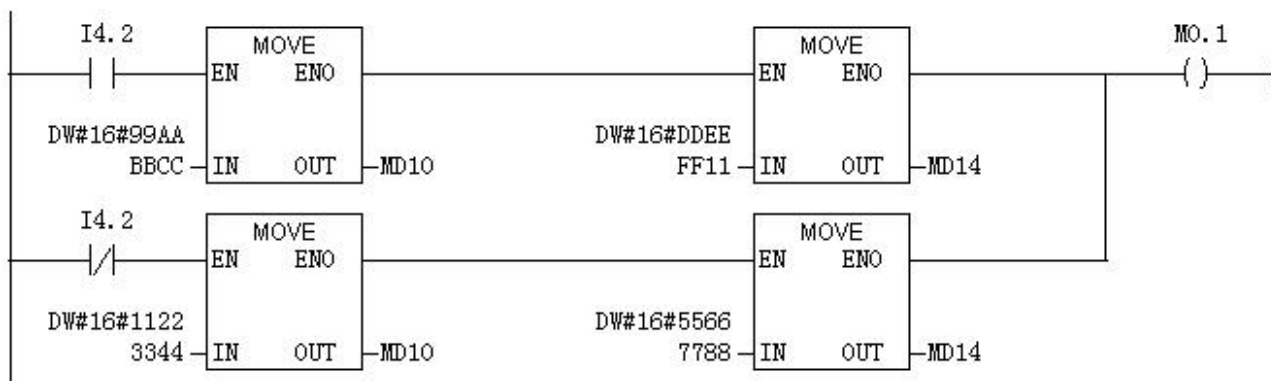 I4.2
MOVE
MOVE
M0.1
EN ENO
EN ENO
( )
DW#16#99AA
BBCC IN OUT MD10
DW#16#DDEE
FF11 IN OUT MD14
I4.2
MOVE
MOVE
EN ENO
EN ENO
DW#16#1122
3344 IN OUT MD10
DW#16#5566
7788 IN OUT MD14